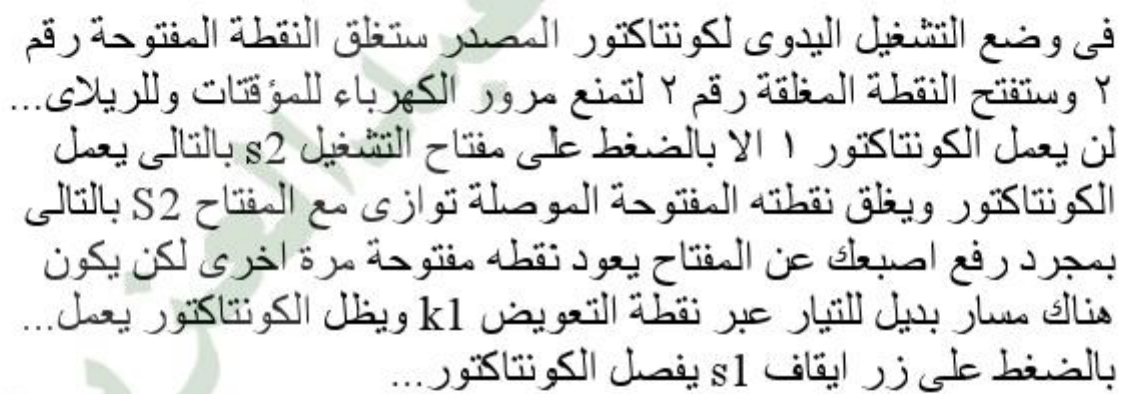 فى وضع التشغيل اليدوى لكونتاكتور المصدر ستغلق النقطة المفتوحة رقم
٢ وستفتح النقطة المغلقة رقم ٢ لتمنع مرور الكهرباء للمؤقتات وللريلاى...
لن يعمل الكونتاكتور ١ الا بالضغط على مفتاح التشغيل s2 بالتالى يعمل
الكونتاكتور ويغلق نقطته المفتوحة الموصلة توازى مع المفتاح S2 بالتالى
بمجرد رفع اصبعك عن المفتاح يعود نقطه مفتوحة مرة اخرى لكن يكون
هناك مسار بديل للتيار عبر نقطة التعويض k1 ويظل الكونتاكتور يعمل...
بالضغط على زر ايقاف s1 يفصل الكونتاكتور...